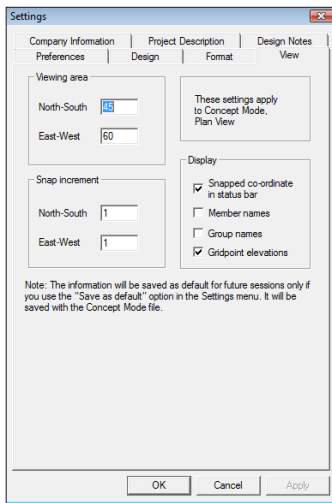 Settings
Company Information Project Description Design Notes
Preferences Design Format View
Viewing area
North-South 45
East-West 60
These settings apply
to Concept Mode,
Plan View
Snap increment
North-South 1
East-West 1
Display
Snapped co-ordinate
in status bar
Member names
Group names
Gridpoint elevations
Note: The information will be saved as default for future sessions only if
you use the "Save as default" option in the Settings menu. It will be
saved with the Concept Mode file.
OK Cancel Apply